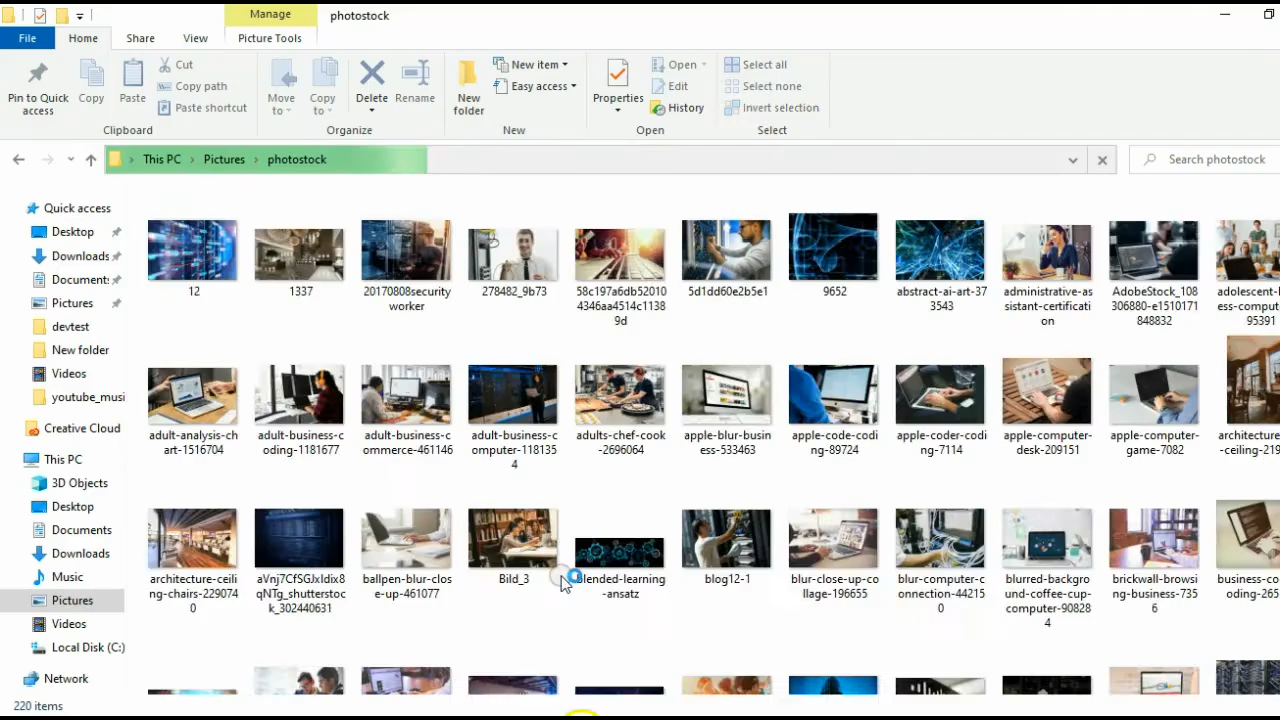 Manage
photostock
File
Home
Share
View
Picture Tools
Pin to Quick
access
Copy
Paste
Cut
Copy path
Paste shortcut
Clipboard
Move
to
Copy
to
Delete
Rename
Organize
New
folder
New item
Easy access
New
Properties
Open
Edit
History
Open
Select all
Select none
Invert selection
Select
This PC > Pictures > photostock
Search photostock
Quick access
Desktop
Downloads
Document:
Pictures
devtest
New folder
Videos
youtube_musi
Creative Cloud
This PC
3D Objects
Desktop
Documents
Downloads
Music
Pictures
Videos
Local Disk (C:)
Network
12
1337
20170808security
worker
278482_9b73
58c197a6db52010
4346aa4514c1138
9d
5d1dd60e2b5e1
9652
abstract-ai-art-37
3543
administrative-as
sistant-certificati
on
AdobeStock_108
306880-e1510171
848832
adolescent-b
ess-compute
95391
adult-analysis-ch
art-1516704
adult-business-c
oding-1181677
adult-business-c
ommerce-461146
adult-business-c
omputer-118135
4
adults-chef-cook
-2696064
apple-blur-busin
ess-533463
apple-code-codi
ng-89724
apple-coder-codi
ng-7114
apple-computer-
desk-209151
apple-computer-
game-7082
architecture-
ceiling-219
architecture-ceili
ng-chairs-229074
0
aVnj7CfSGJxIdix8
qNTg_shutterstoc
k_302440631
ballpen-blur-clos
e-up-461077
Bild_3
Blended-learning
-ansatz
blog12-1
blur-close-up-co
llage-196655
blur-computer-c
onnection-44215
0
blurred-backgro
und-coffee-cup-
computer-90828
4
brickwall-browsi
ng-business-735
6
business-co
oding-265
220 items